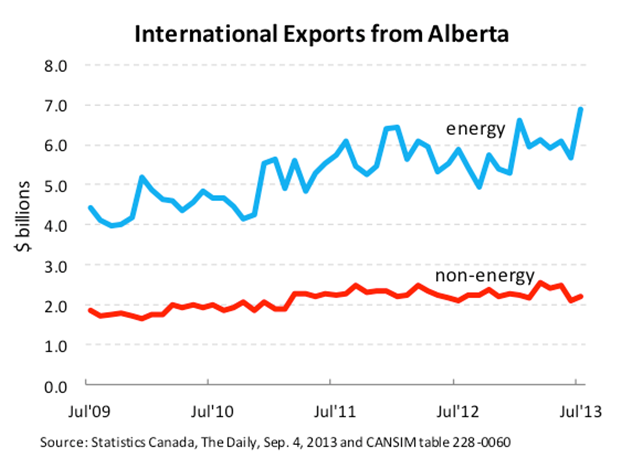 International Exports from Alberta
8.0
7.0
6.0
5.0
4.0
3.0
2.0
1.0
0.0
$ billions
energy
non-energy
Jul'09
Jul'10
Jul'11
Jul'12
Jul'13
Source: Statistics Canada, The Daily, Sep. 4, 2013 and CANSIM table 228-0060